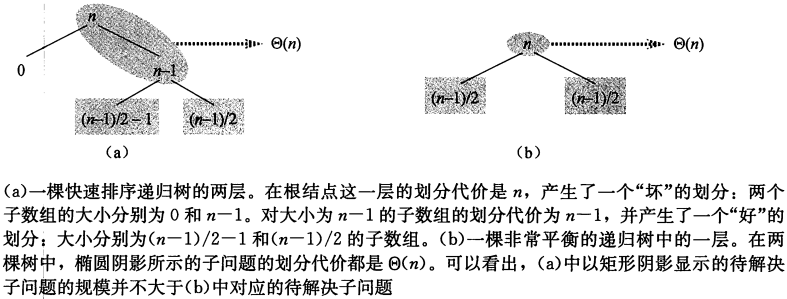 n
Θ(n)
0
n−1
(n−1)/2 − 1
(n−1)/2
(a)
n
Θ(n)
(n−1)/2
(n−1)/2
(b)
(a)一棵快速排序递归树的两层。在根结点这一层的划分代价是 n，产生了一个“坏”的划分：两个
子数组的大小分别为 0 和 n－1。对大小为 n－1 的子数组的划分代价为 n－1，并产生了一个“好”的
划分：大小分别为(n－1)/2－1 和(n－1)/2 的子数组。(b)一棵非常平衡的递归树中的一层。在两
棵树中，椭圆阴影所示的子问题的划分代价都是 Θ(n)。可以看出，(a)中以矩形阴影显示的待解决
子问题的规模并不大于(b)中对应的待解决子问题